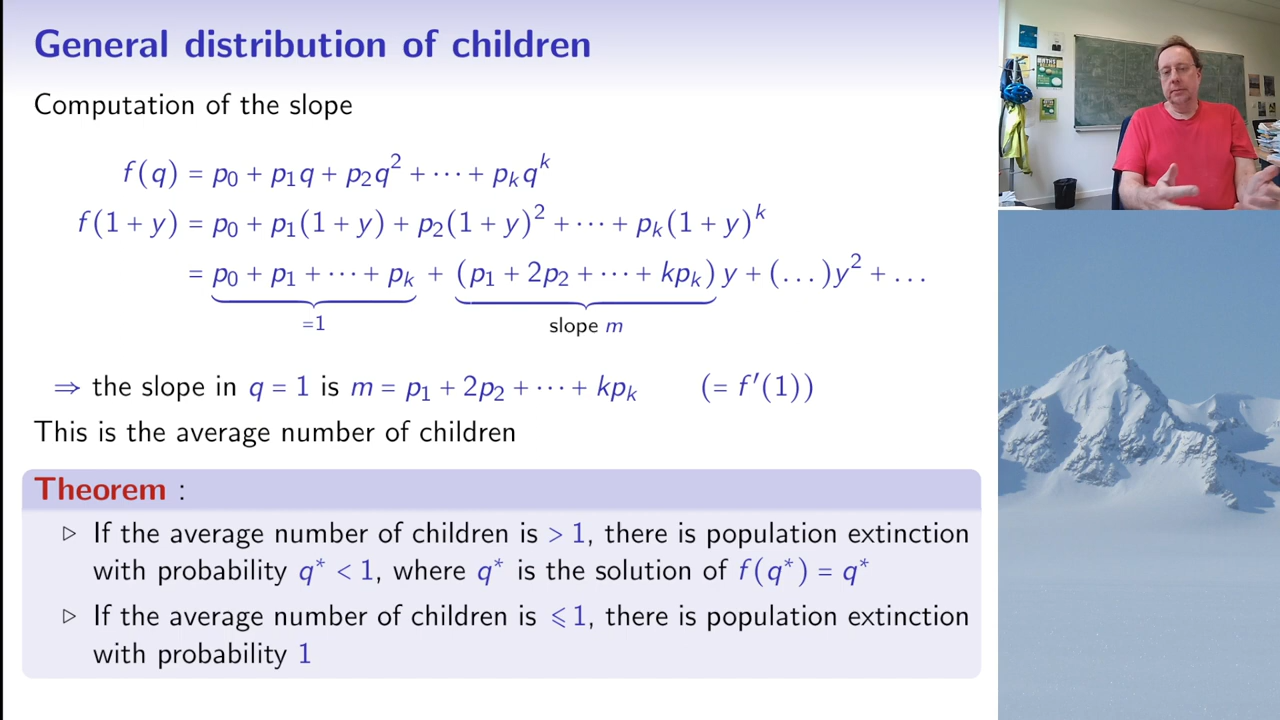 General distribution of children
Computation of the slope
f(q) = p₀ + p₁q + p₂q² + ⋯ + pₖqᵏ
f(1 + y) = p₀ + p₁(1 + y) + p₂(1 + y)² + ⋯ + pₖ(1 + y)ᵏ
= p₀ + p₁ + ⋯ + pₖ + (p₁ + 2p₂ + ⋯ + kpₖ) y + (...)y² + ...
=1 slope m
⇒ the slope in q = 1 is m = p₁ + 2p₂ + ⋯ + kpₖ (= f′(1))
This is the average number of children
Theorem :
▷ If the average number of children is > 1, there is population extinction
with probability q* < 1, where q* is the solution of f(q*) = q*
▷ If the average number of children is ⩽ 1, there is population extinction
with probability 1